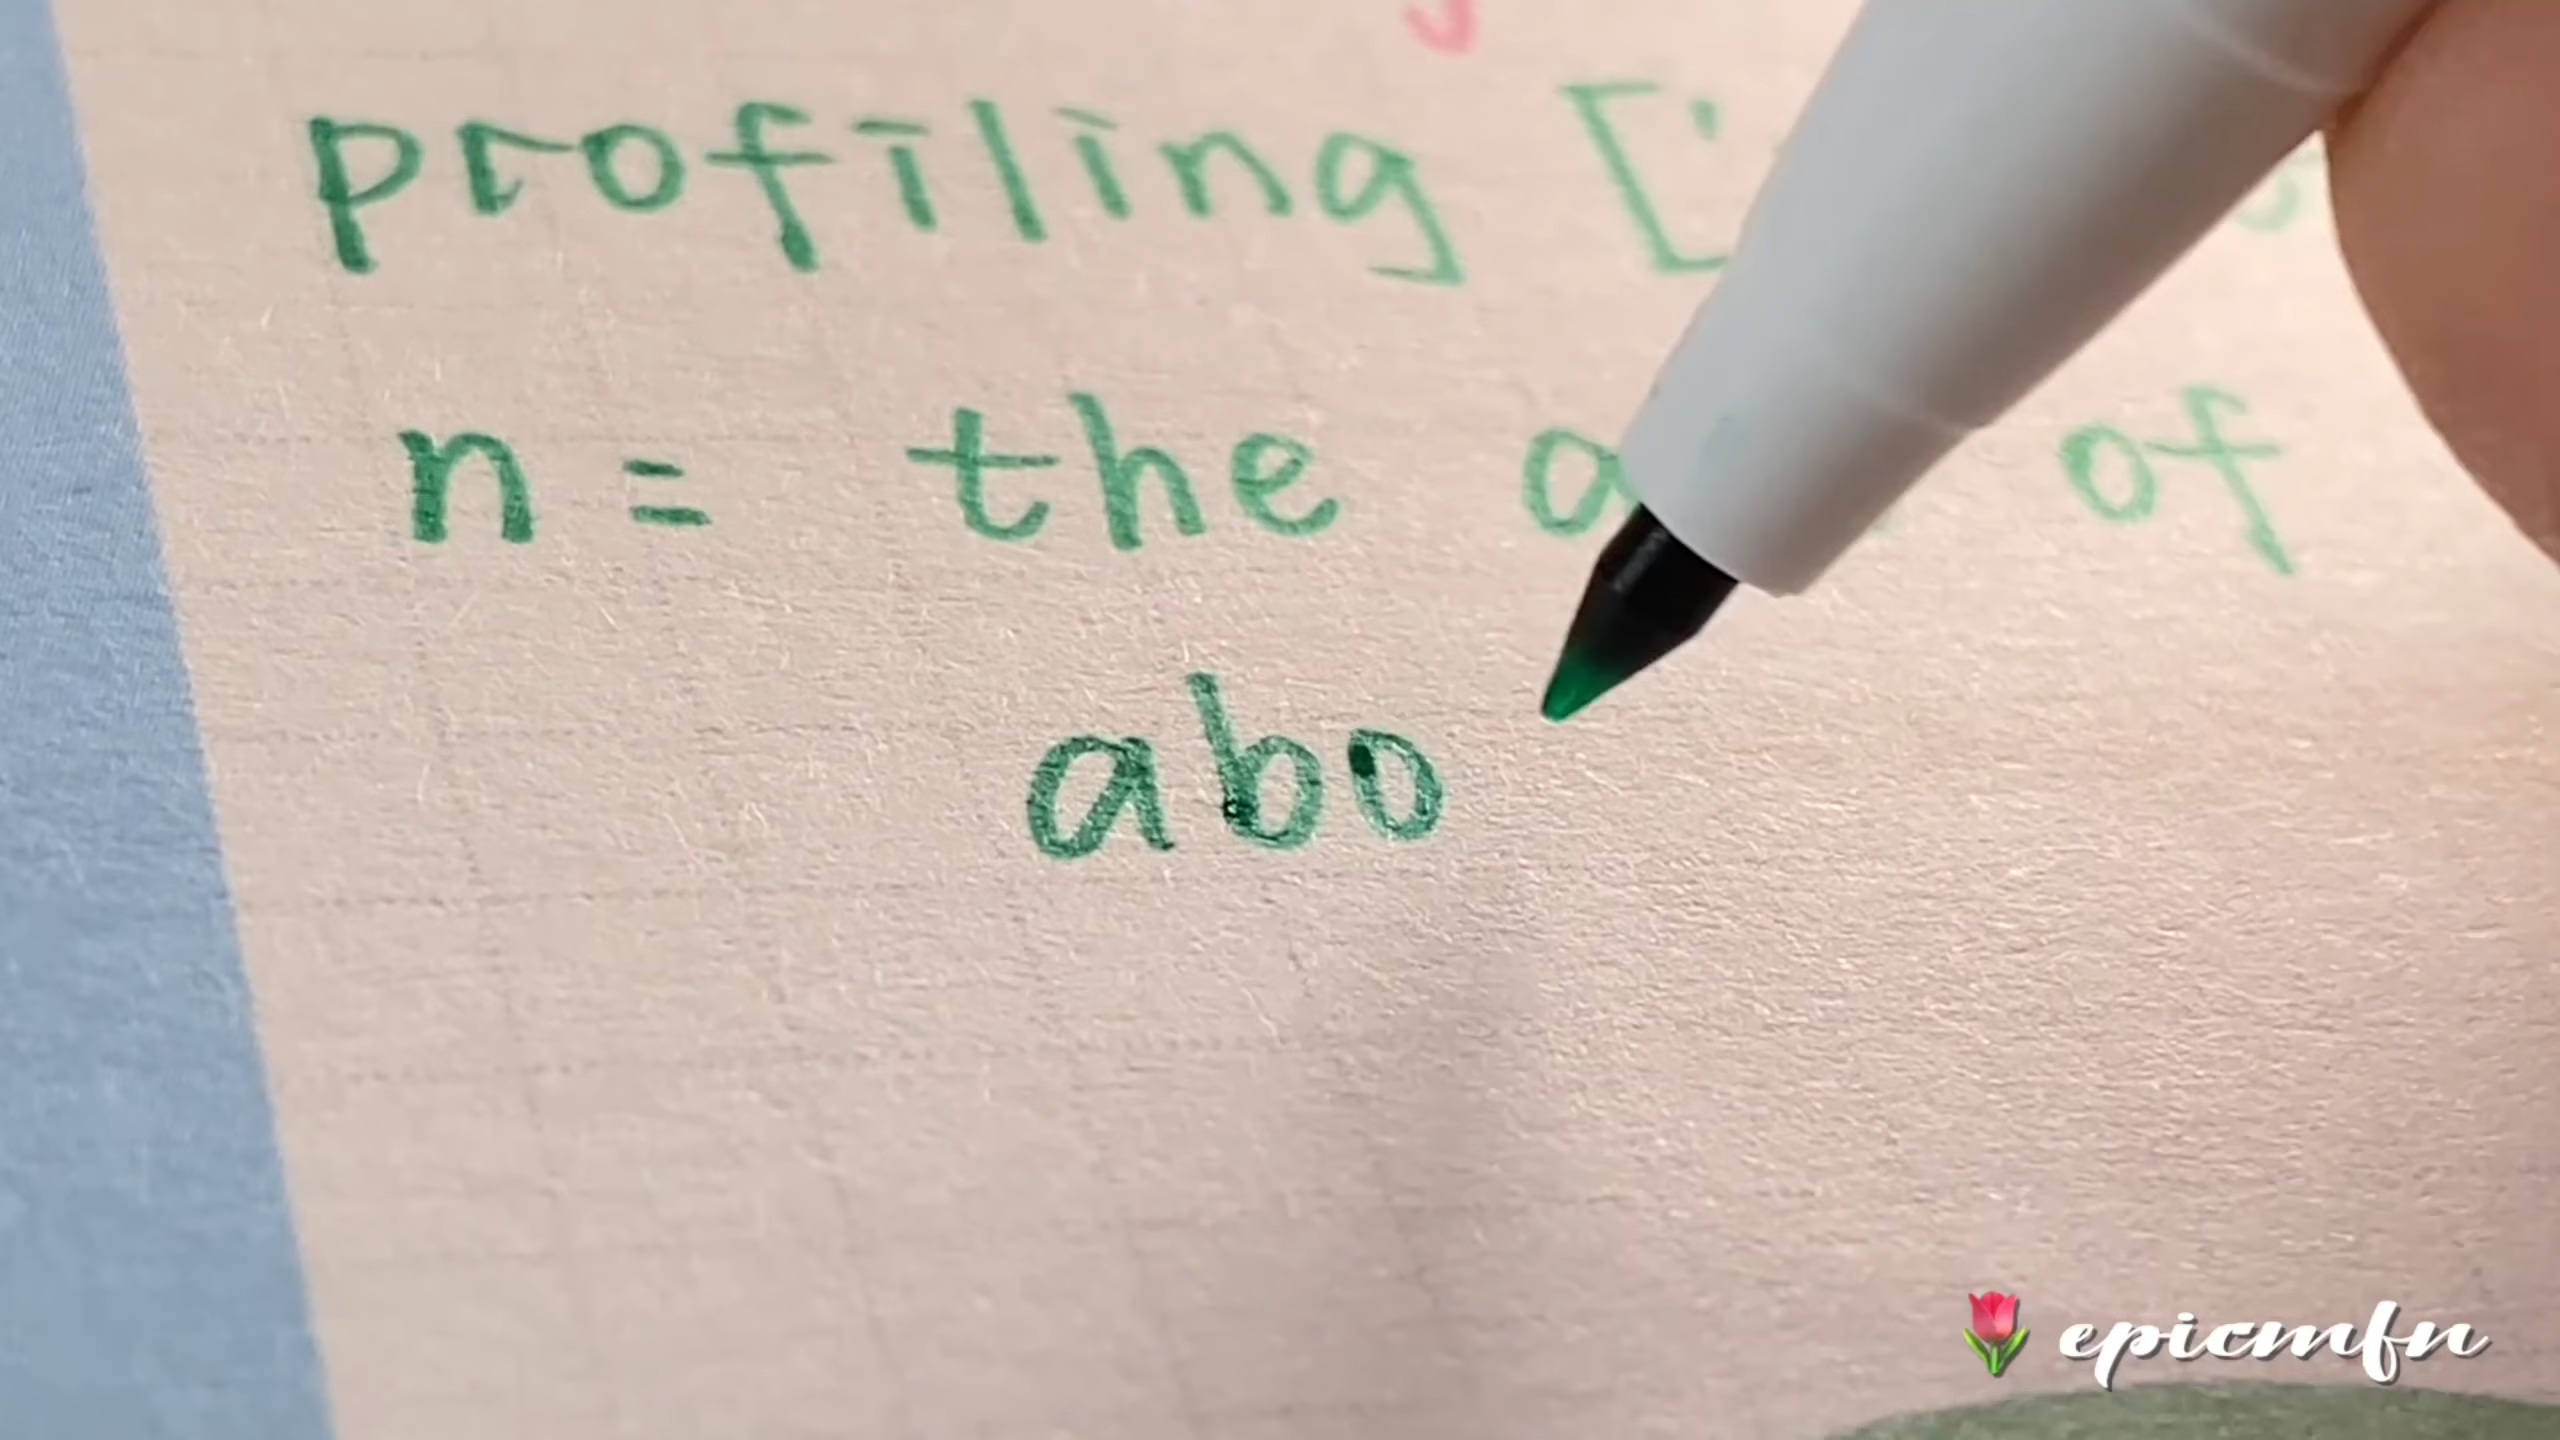 profiling ['
n = the of
abo
🌷 epicmfn